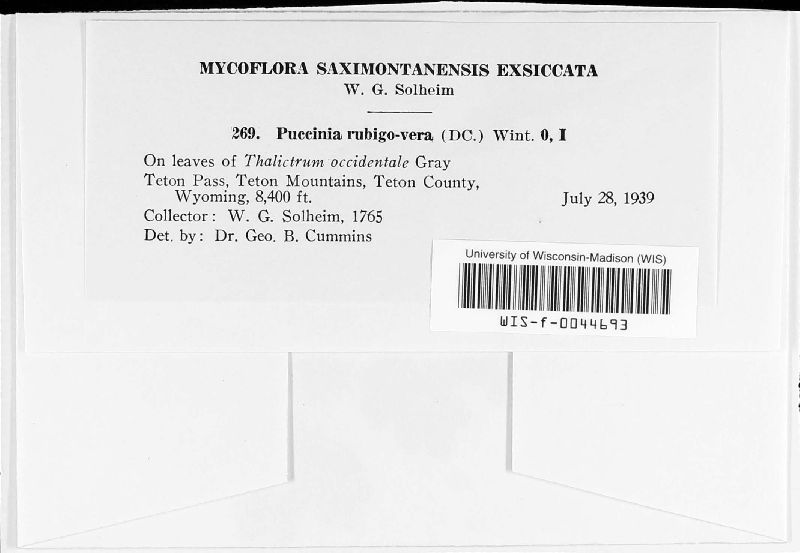 MYCOFLORA SAXIMONTANENSIS EXSICCATA
W. G. Solheim
269. Puccinia rubigo-vera (DC.) Wint. 0, I
On leaves of Thalictrum occidentale Gray
Teton Pass, Teton Mountains, Teton County,
Wyoming, 8,400 ft. July 28, 1939
Collector: W. G. Solheim, 1765
Det. by: Dr. Geo. B. Cummins
University of Wisconsin-Madison (WIS)
WIS-f-0044693